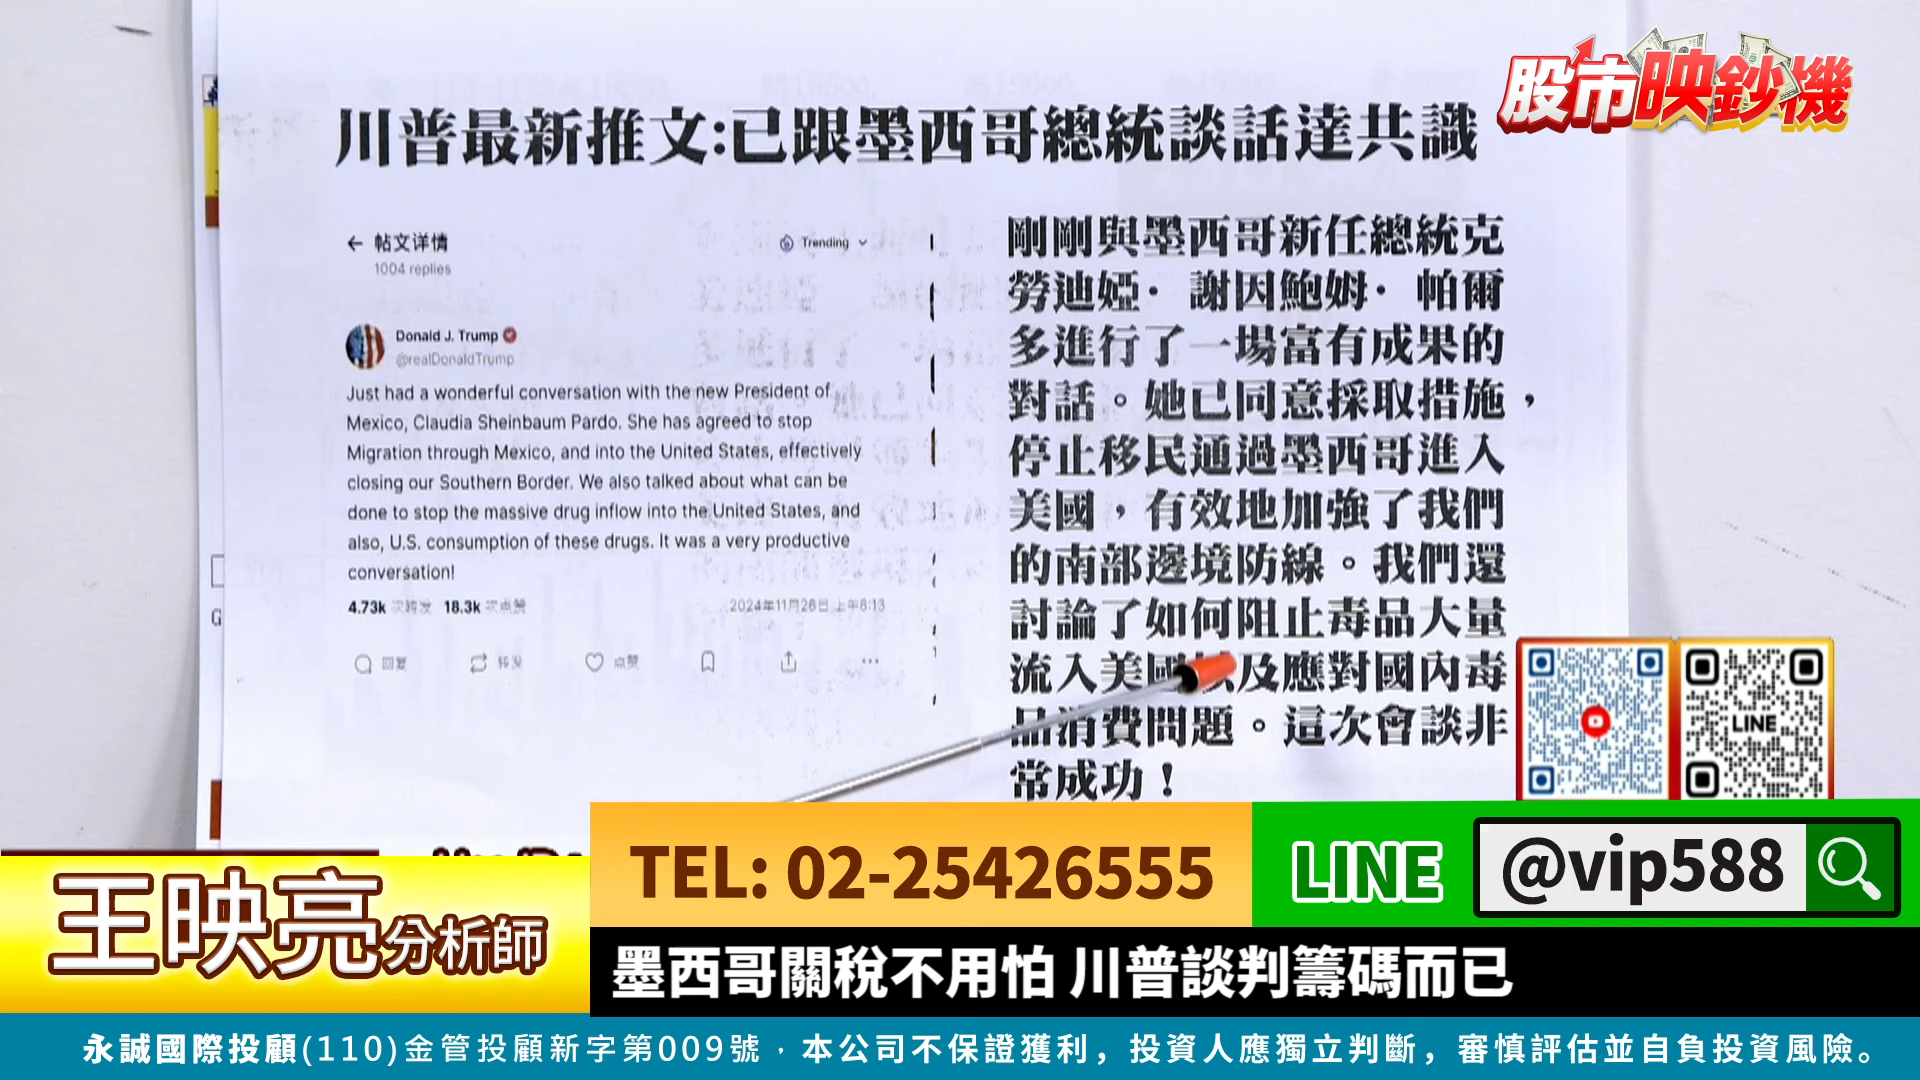 股市映鈔機
川普最新推文:已跟墨西哥總統談話達共識
帖文详情
1004 replies
Trending
Donald J. Trump
@realDonaldTrump
Just had a wonderful conversation with the new President of
Mexico, Claudia Sheinbaum Pardo. She has agreed to stop
Migration through Mexico, and into the United States, effectively
closing our Southern Border. We also talked about what can be
done to stop the massive drug inflow into the United States, and
also, U.S. consumption of these drugs. It was a very productive
conversation!
4.73k 次转发 18.3k 次点赞
2024年11月28日 上午8:13
回复 转发 点赞
剛剛與墨西哥新任總統克
勞迪婭·謝因鮑姆·帕爾
多進行了一場富有成果的
對話。她已同意採取措施,
停止移民通過墨西哥進入
美國,有效地加強了我們
的南部邊境防線。我們還
討論了如何阻止毒品大量
流入美國以及應對國內毒
品消費問題。這次會談非
常成功!
LINE
TEL: 02-25426555
LINE @vip588
王映亮分析師
墨西哥關稅不用怕 川普談判籌碼而已
永誠國際投顧(110)金管投顧新字第009號,本公司不保證獲利,投資人應獨立判斷,審慎評估並自負投資風險。